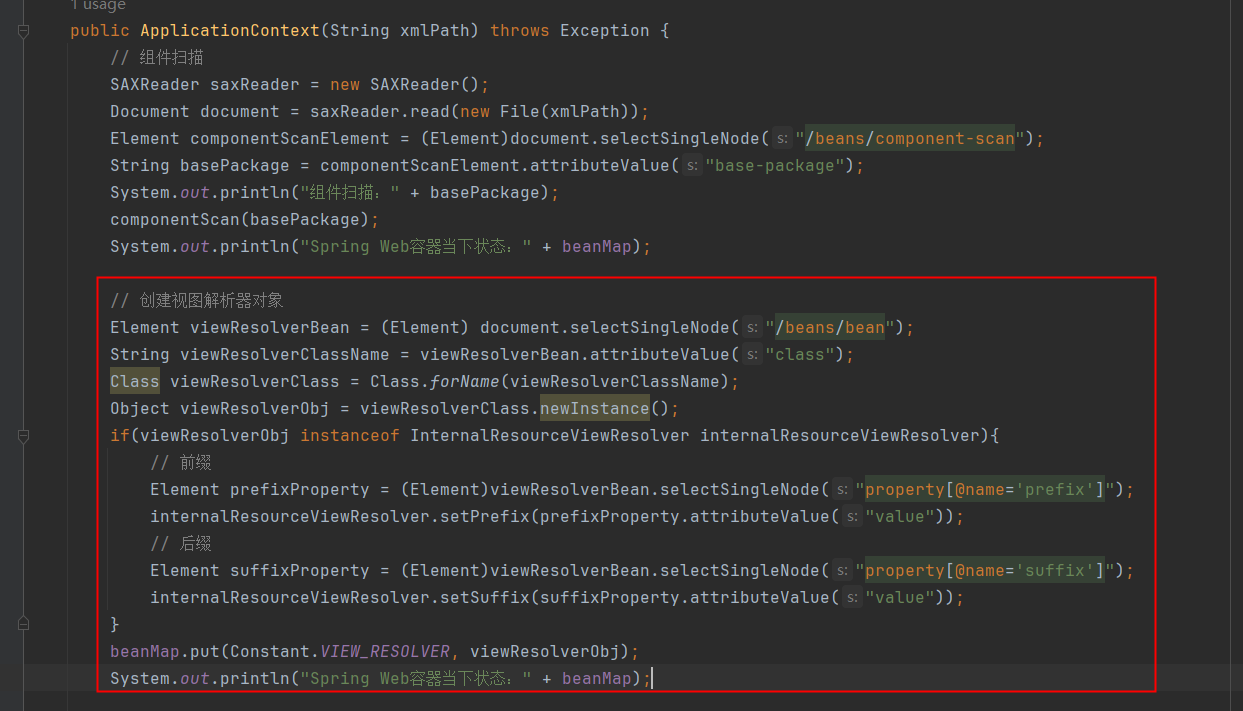 1 usage
public ApplicationContext(String xmlPath) throws Exception {
// 组件扫描
SAXReader saxReader = new SAXReader();
Document document = saxReader.read(new File(xmlPath));
Element componentScanElement = (Element)document.selectSingleNode( s: "/beans/component-scan");
String basePackage = componentScanElement.attributeValue( s: "base-package");
System.out.println("组件扫描：" + basePackage);
componentScan(basePackage);
System.out.println("Spring Web容器当下状态：" + beanMap);
// 创建视图解析器对象
Element viewResolverBean = (Element) document.selectSingleNode( s: "/beans/bean");
String viewResolverClassName = viewResolverBean.attributeValue( s: "class");
Class viewResolverClass = Class.forName(viewResolverClassName);
Object viewResolverObj = viewResolverClass.newInstance();
if(viewResolverObj instanceof InternalResourceViewResolver internalResourceViewResolver){
// 前缀
Element prefixProperty = (Element)viewResolverBean.selectSingleNode( s: "property[@name='prefix']");
internalResourceViewResolver.setPrefix(prefixProperty.attributeValue( s: "value"));
// 后缀
Element suffixProperty = (Element)viewResolverBean.selectSingleNode( s: "property[@name='suffix']");
internalResourceViewResolver.setSuffix(suffixProperty.attributeValue( s: "value"));
}
beanMap.put(Constant.VIEW_RESOLVER, viewResolverObj);
System.out.println("Spring Web容器当下状态：" + beanMap);